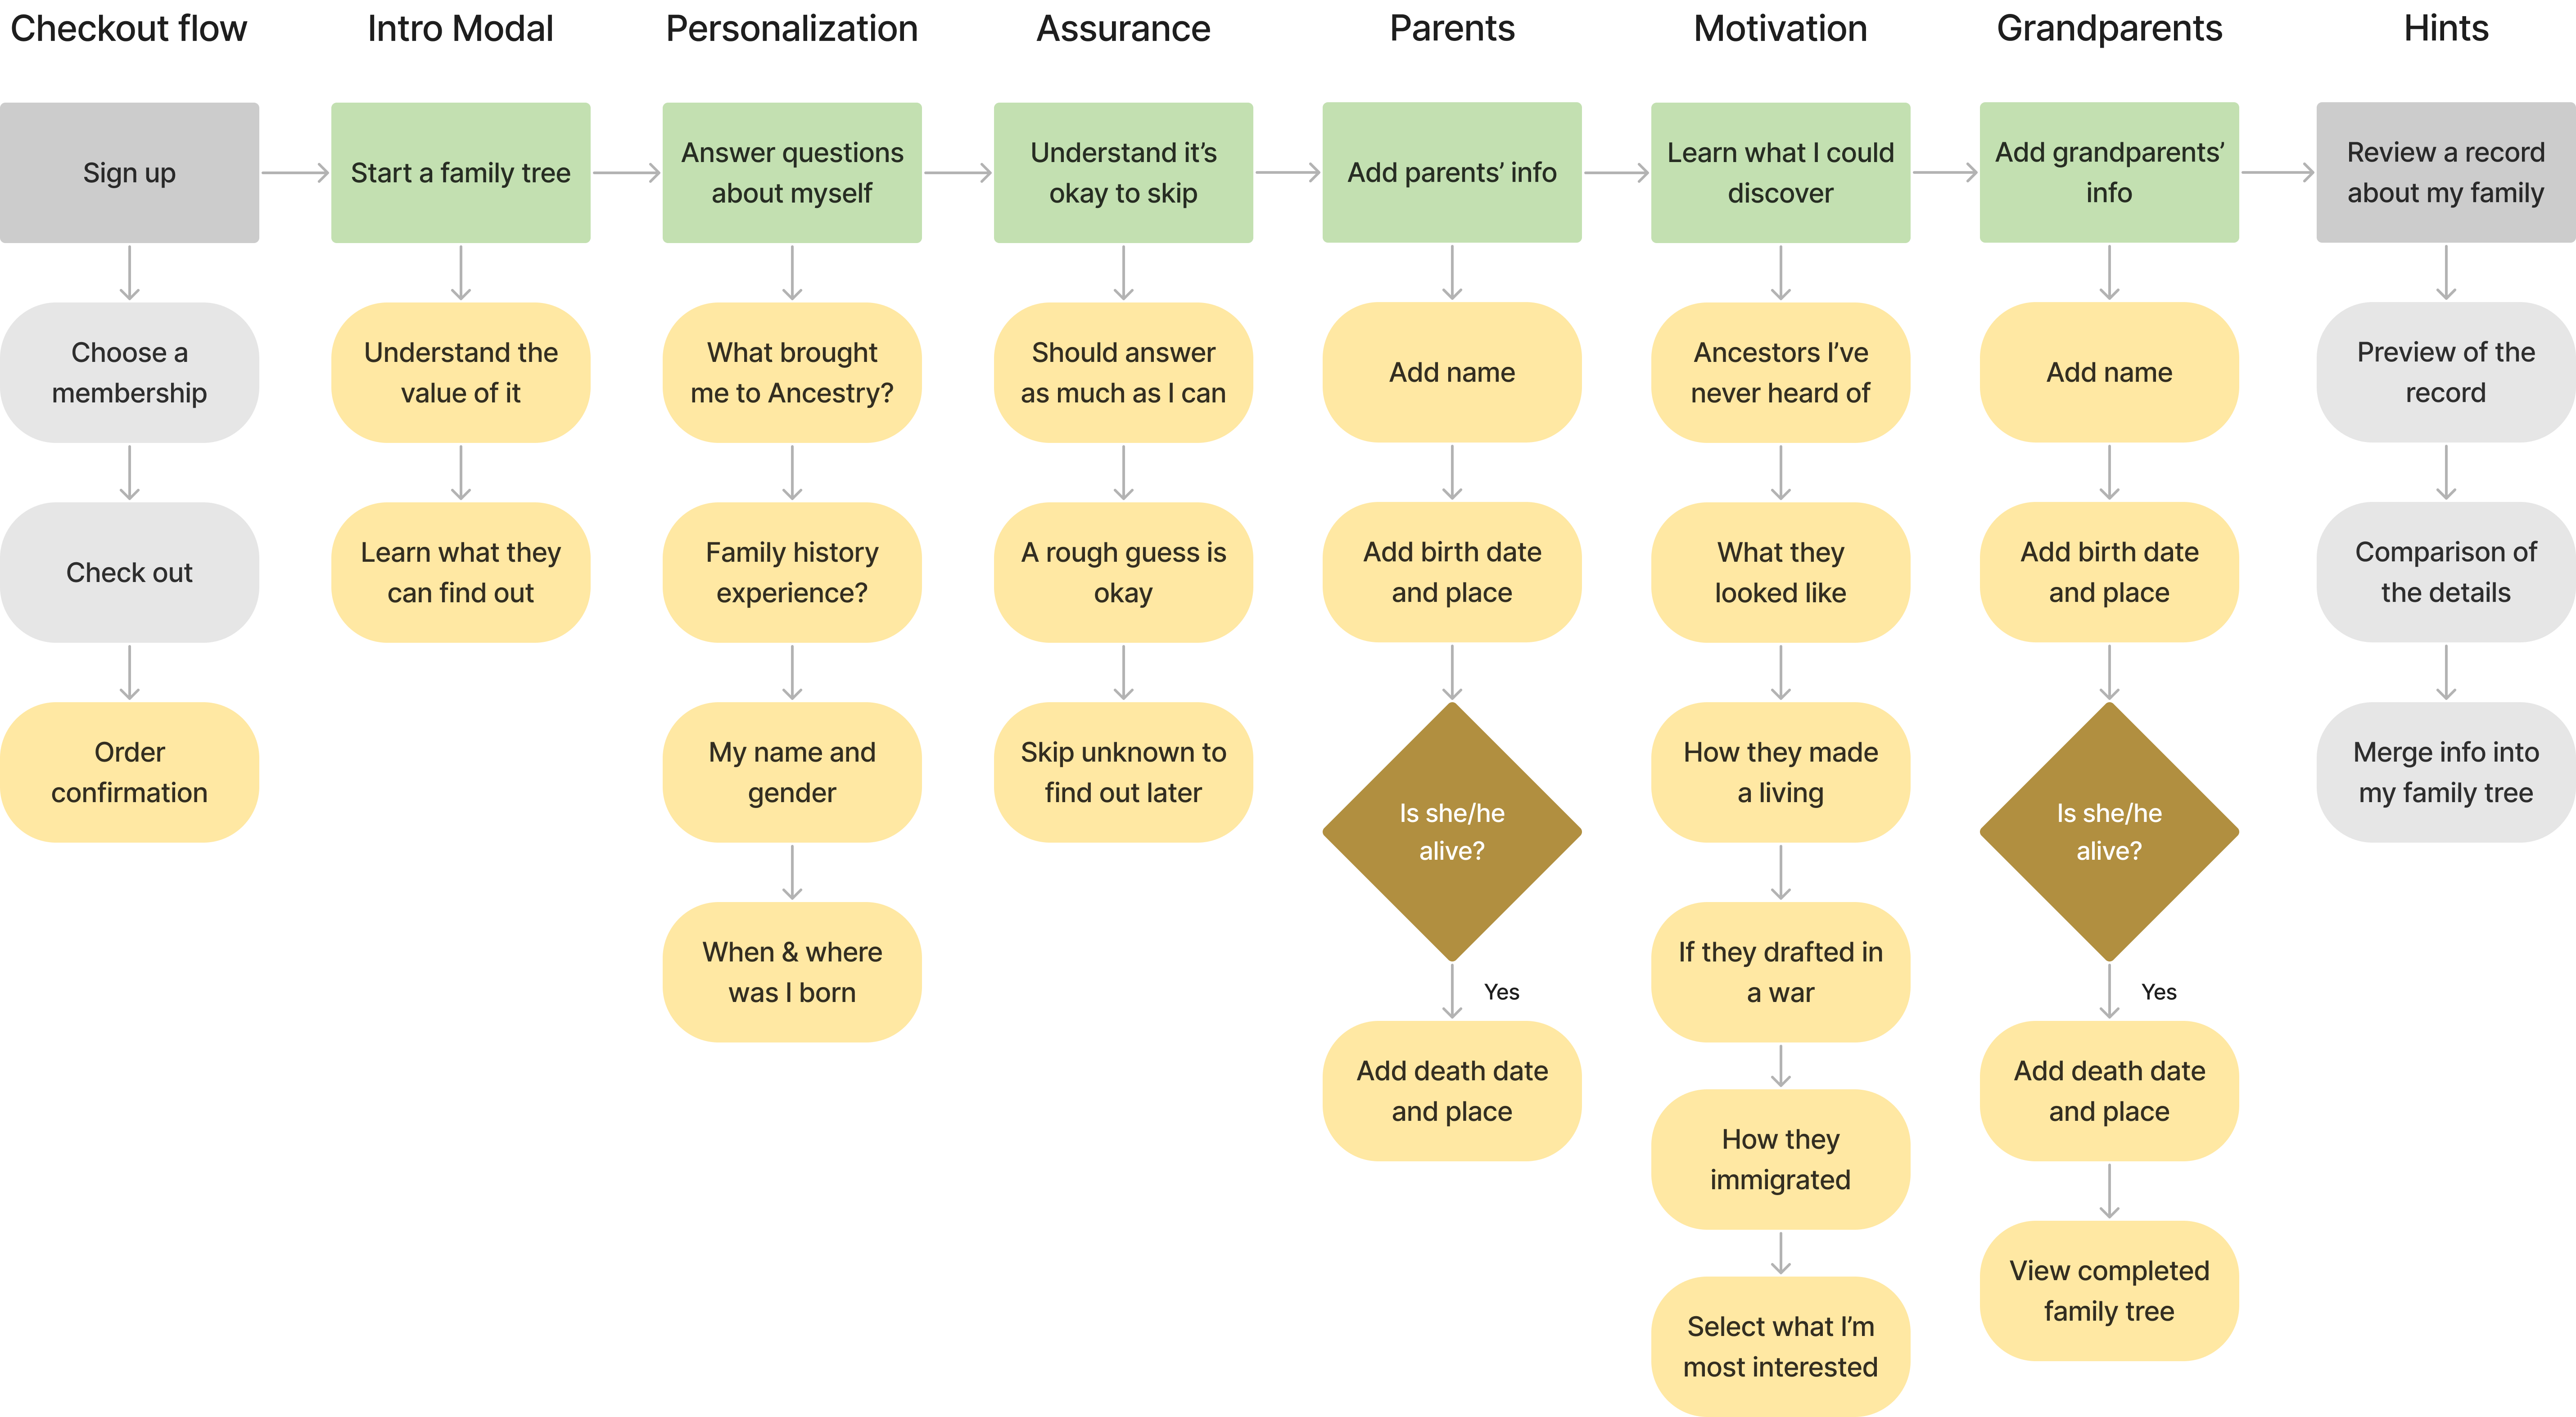 Checkout flow
Sign up
Choose a
membership
Check out
Order
confirmation
Intro Modal
Start a family tree
Understand the
value of it
Learn what they
can find out
Personalization
Answer questions
about myself
What brought
me to Ancestry?
Family history
experience?
My name and
gender
When & where
was I born
Assurance
Understand it’s
okay to skip
Should answer
as much as I can
A rough guess is
okay
Skip unknown to
find out later
Parents
Add parents’ info
Add name
Add birth date
and place
Is she/he
alive?
Yes
Add death date
and place
Motivation
Learn what I could
discover
Ancestors I’ve
never heard of
What they
looked like
How they made
a living
If they drafted in
a war
How they
immigrated
Select what I’m
most interested
Grandparents
Add grandparents’
info
Add name
Add birth date
and place
Is she/he
alive?
Yes
Add death date
and place
View completed
family tree
Hints
Review a record
about my family
Preview of the
record
Comparison of
the details
Merge info into
my family tree